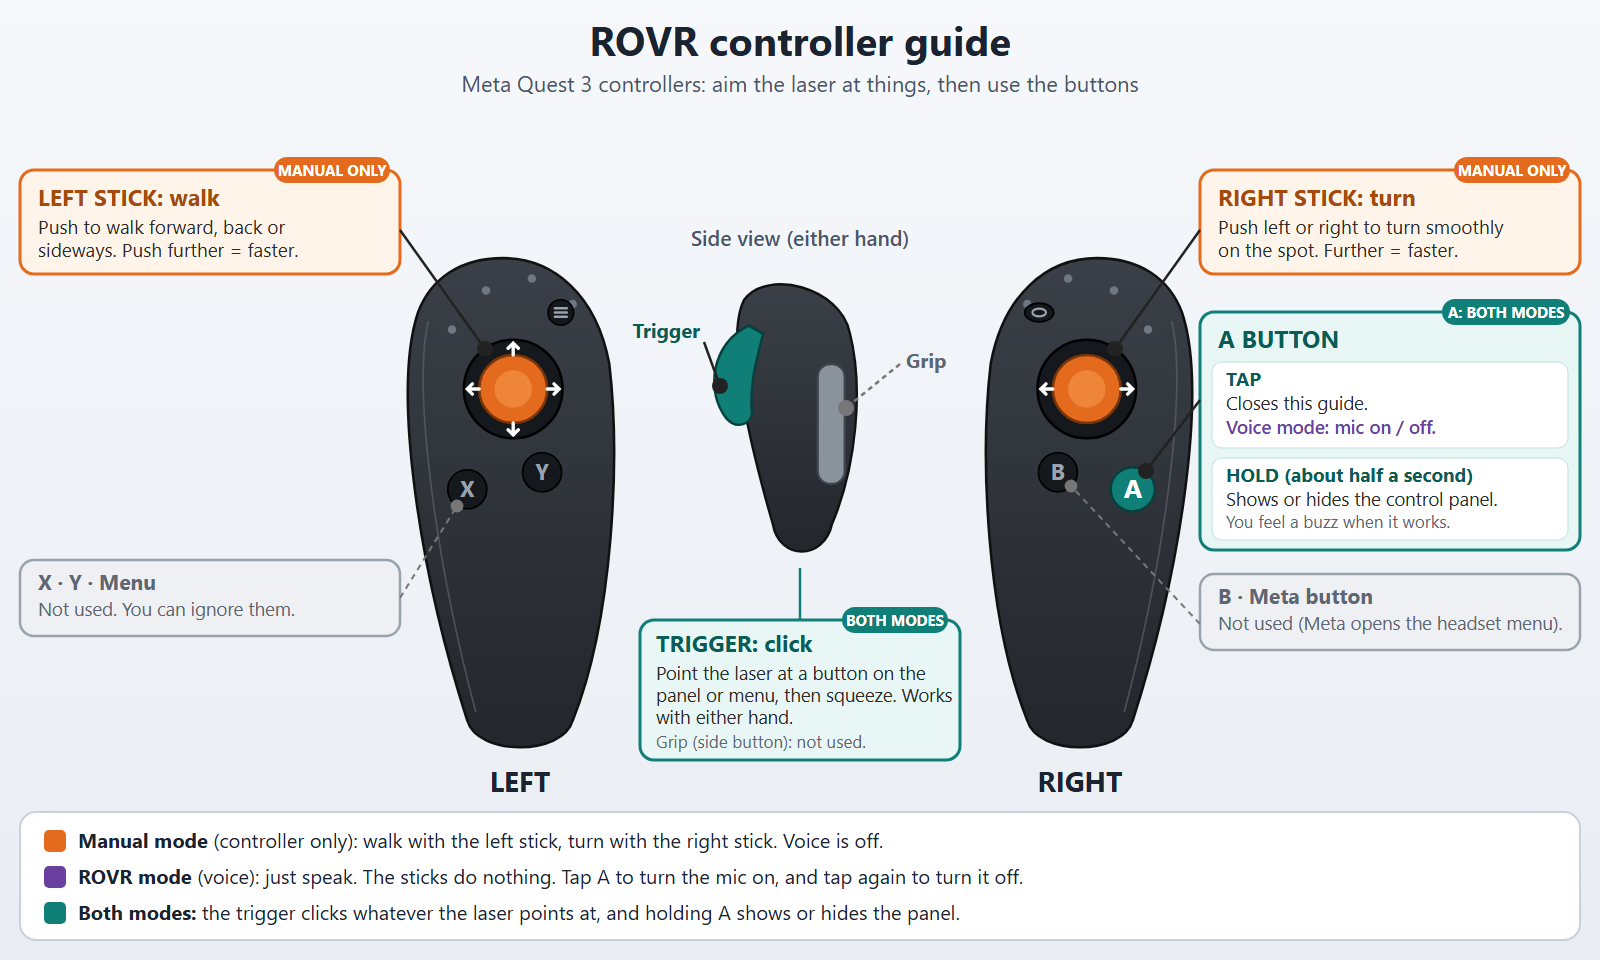 ROVR controller guide
Meta Quest 3 controllers: aim the laser at things, then use the buttons
MANUAL ONLY
LEFT STICK: walk
Push to walk forward, back or
sideways. Push further = faster.
MANUAL ONLY
RIGHT STICK: turn
Push left or right to turn smoothly
on the spot. Further = faster.
Side view (either hand)
Trigger
Grip
A: BOTH MODES
A BUTTON
TAP
Closes this guide.
Voice mode: mic on / off.
HOLD (about half a second)
Shows or hides the control panel.
You feel a buzz when it works.
X
Y
B
A
X · Y · Menu
Not used. You can ignore them.
B · Meta button
Not used (Meta opens the headset menu).
BOTH MODES
TRIGGER: click
Point the laser at a button on the
panel or menu, then squeeze. Works
with either hand.
Grip (side button): not used.
LEFT
RIGHT
Manual mode (controller only): walk with the left stick, turn with the right stick. Voice is off.
ROVR mode (voice): just speak. The sticks do nothing. Tap A to turn the mic on, and tap again to turn it off.
Both modes: the trigger clicks whatever the laser points at, and holding A shows or hides the panel.